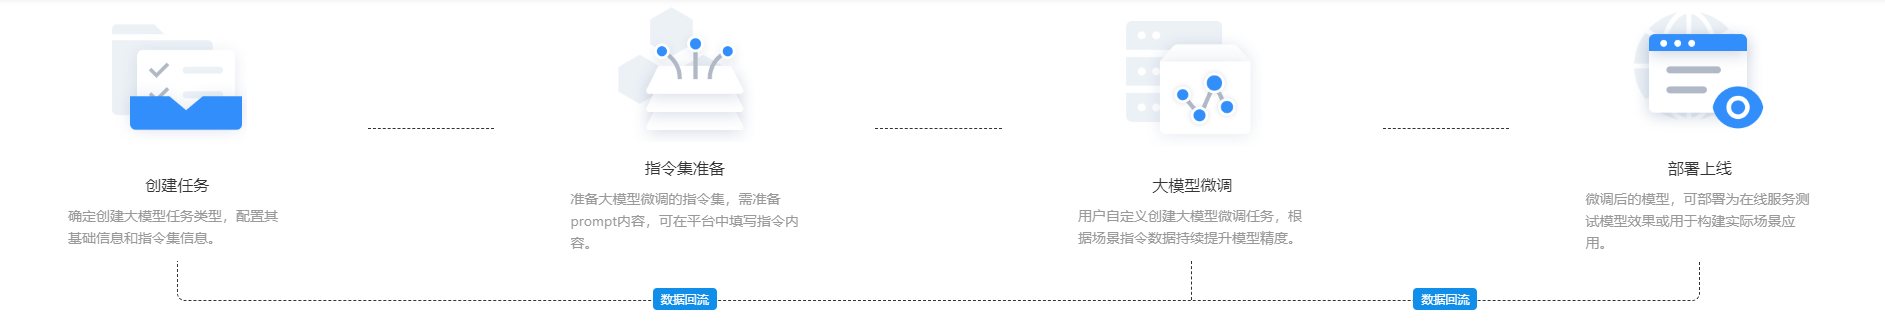 创建任务
确定创建大模型任务类型，配置其
基础信息和指令集信息。
指令集准备
准备大模型微调的指令集，需准备
prompt内容，可在平台中填写指令内
容。
大模型微调
用户自定义创建大模型微调任务，根
据场景指令数据持续提升模型精度。
部署上线
微调后的模型，可部署为在线服务测
试模型效果或用于构建实际场景应
用。
数据回流
数据回流